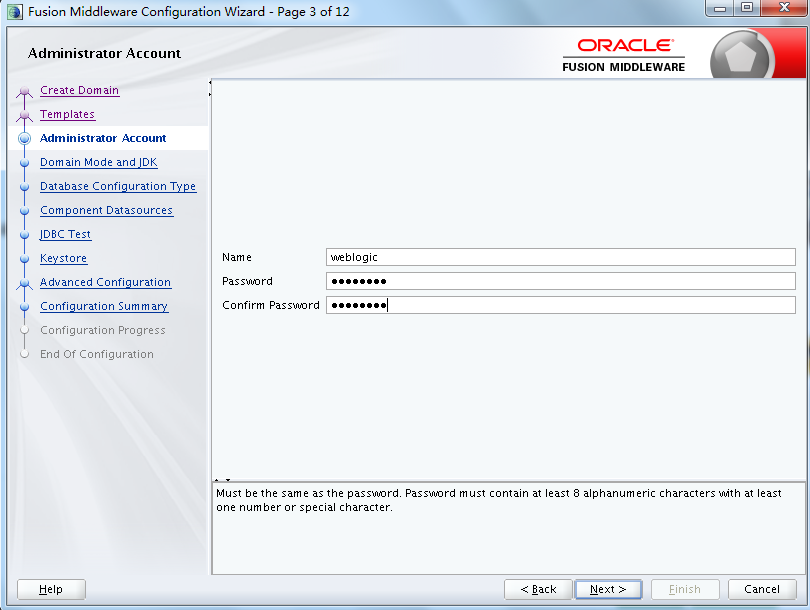 Fusion Middleware Configuration Wizard - Page 3 of 12
Administrator Account
ORACLE
FUSION MIDDLEWARE
Create Domain
Templates
Administrator Account
Domain Mode and JDK
Database Configuration Type
Component Datasources
JDBC Test
Keystore
Advanced Configuration
Configuration Summary
Configuration Progress
End Of Configuration
Name weblogic
Password ●●●●●●●●
Confirm Password ●●●●●●●●
Must be the same as the password. Password must contain at least 8 alphanumeric characters with at least
one number or special character.
Help < Back Next > Finish Cancel